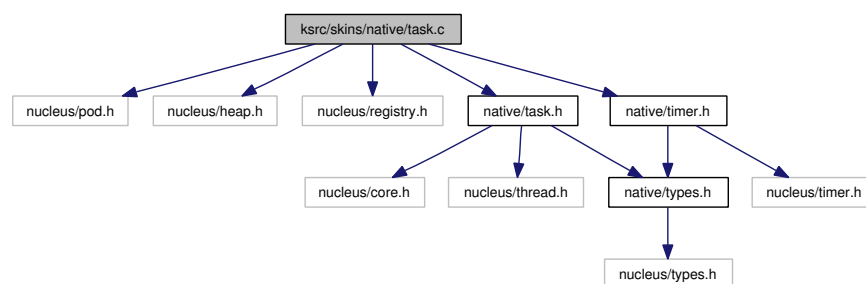 ksrc/skins/native/task.c
nucleus/pod.h
nucleus/heap.h
nucleus/registry.h
native/task.h
native/timer.h
nucleus/core.h
nucleus/thread.h
native/types.h
nucleus/timer.h
nucleus/types.h